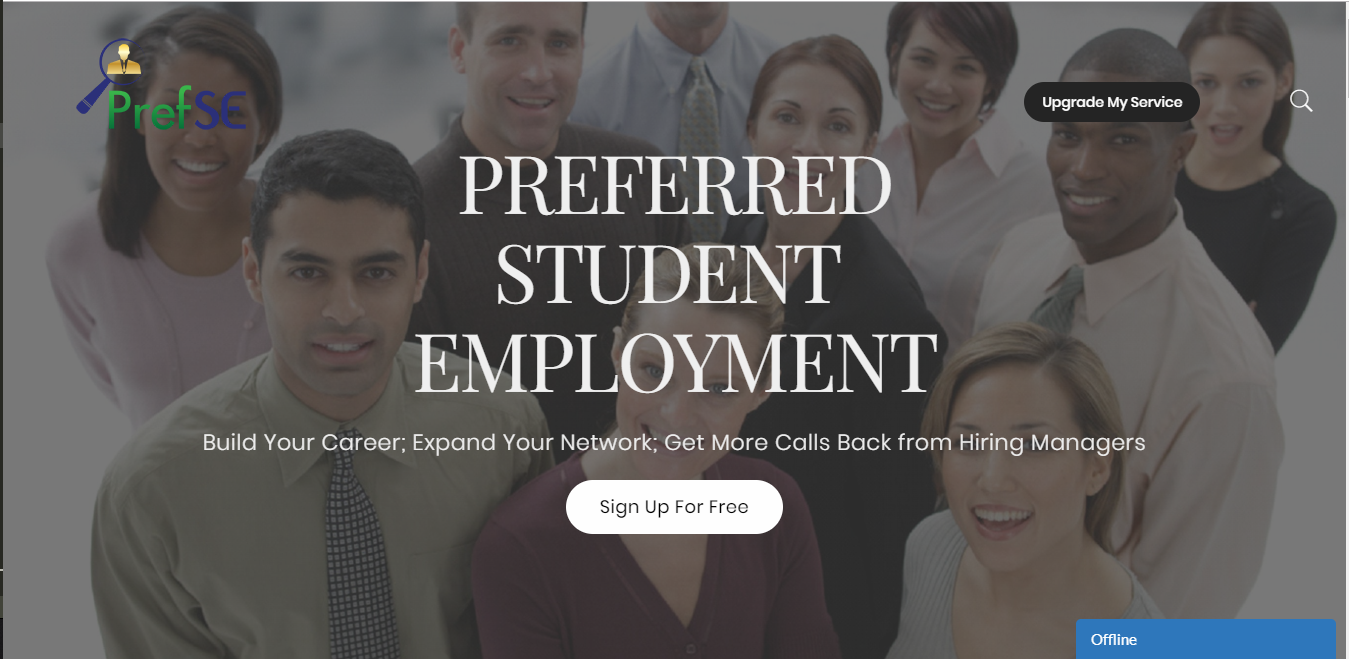 PrefSE
Upgrade My Service
PREFERRED
STUDENT
EMPLOYMENT
Build Your Career; Expand Your Network; Get More Calls Back from Hiring Managers
Sign Up For Free
Offline